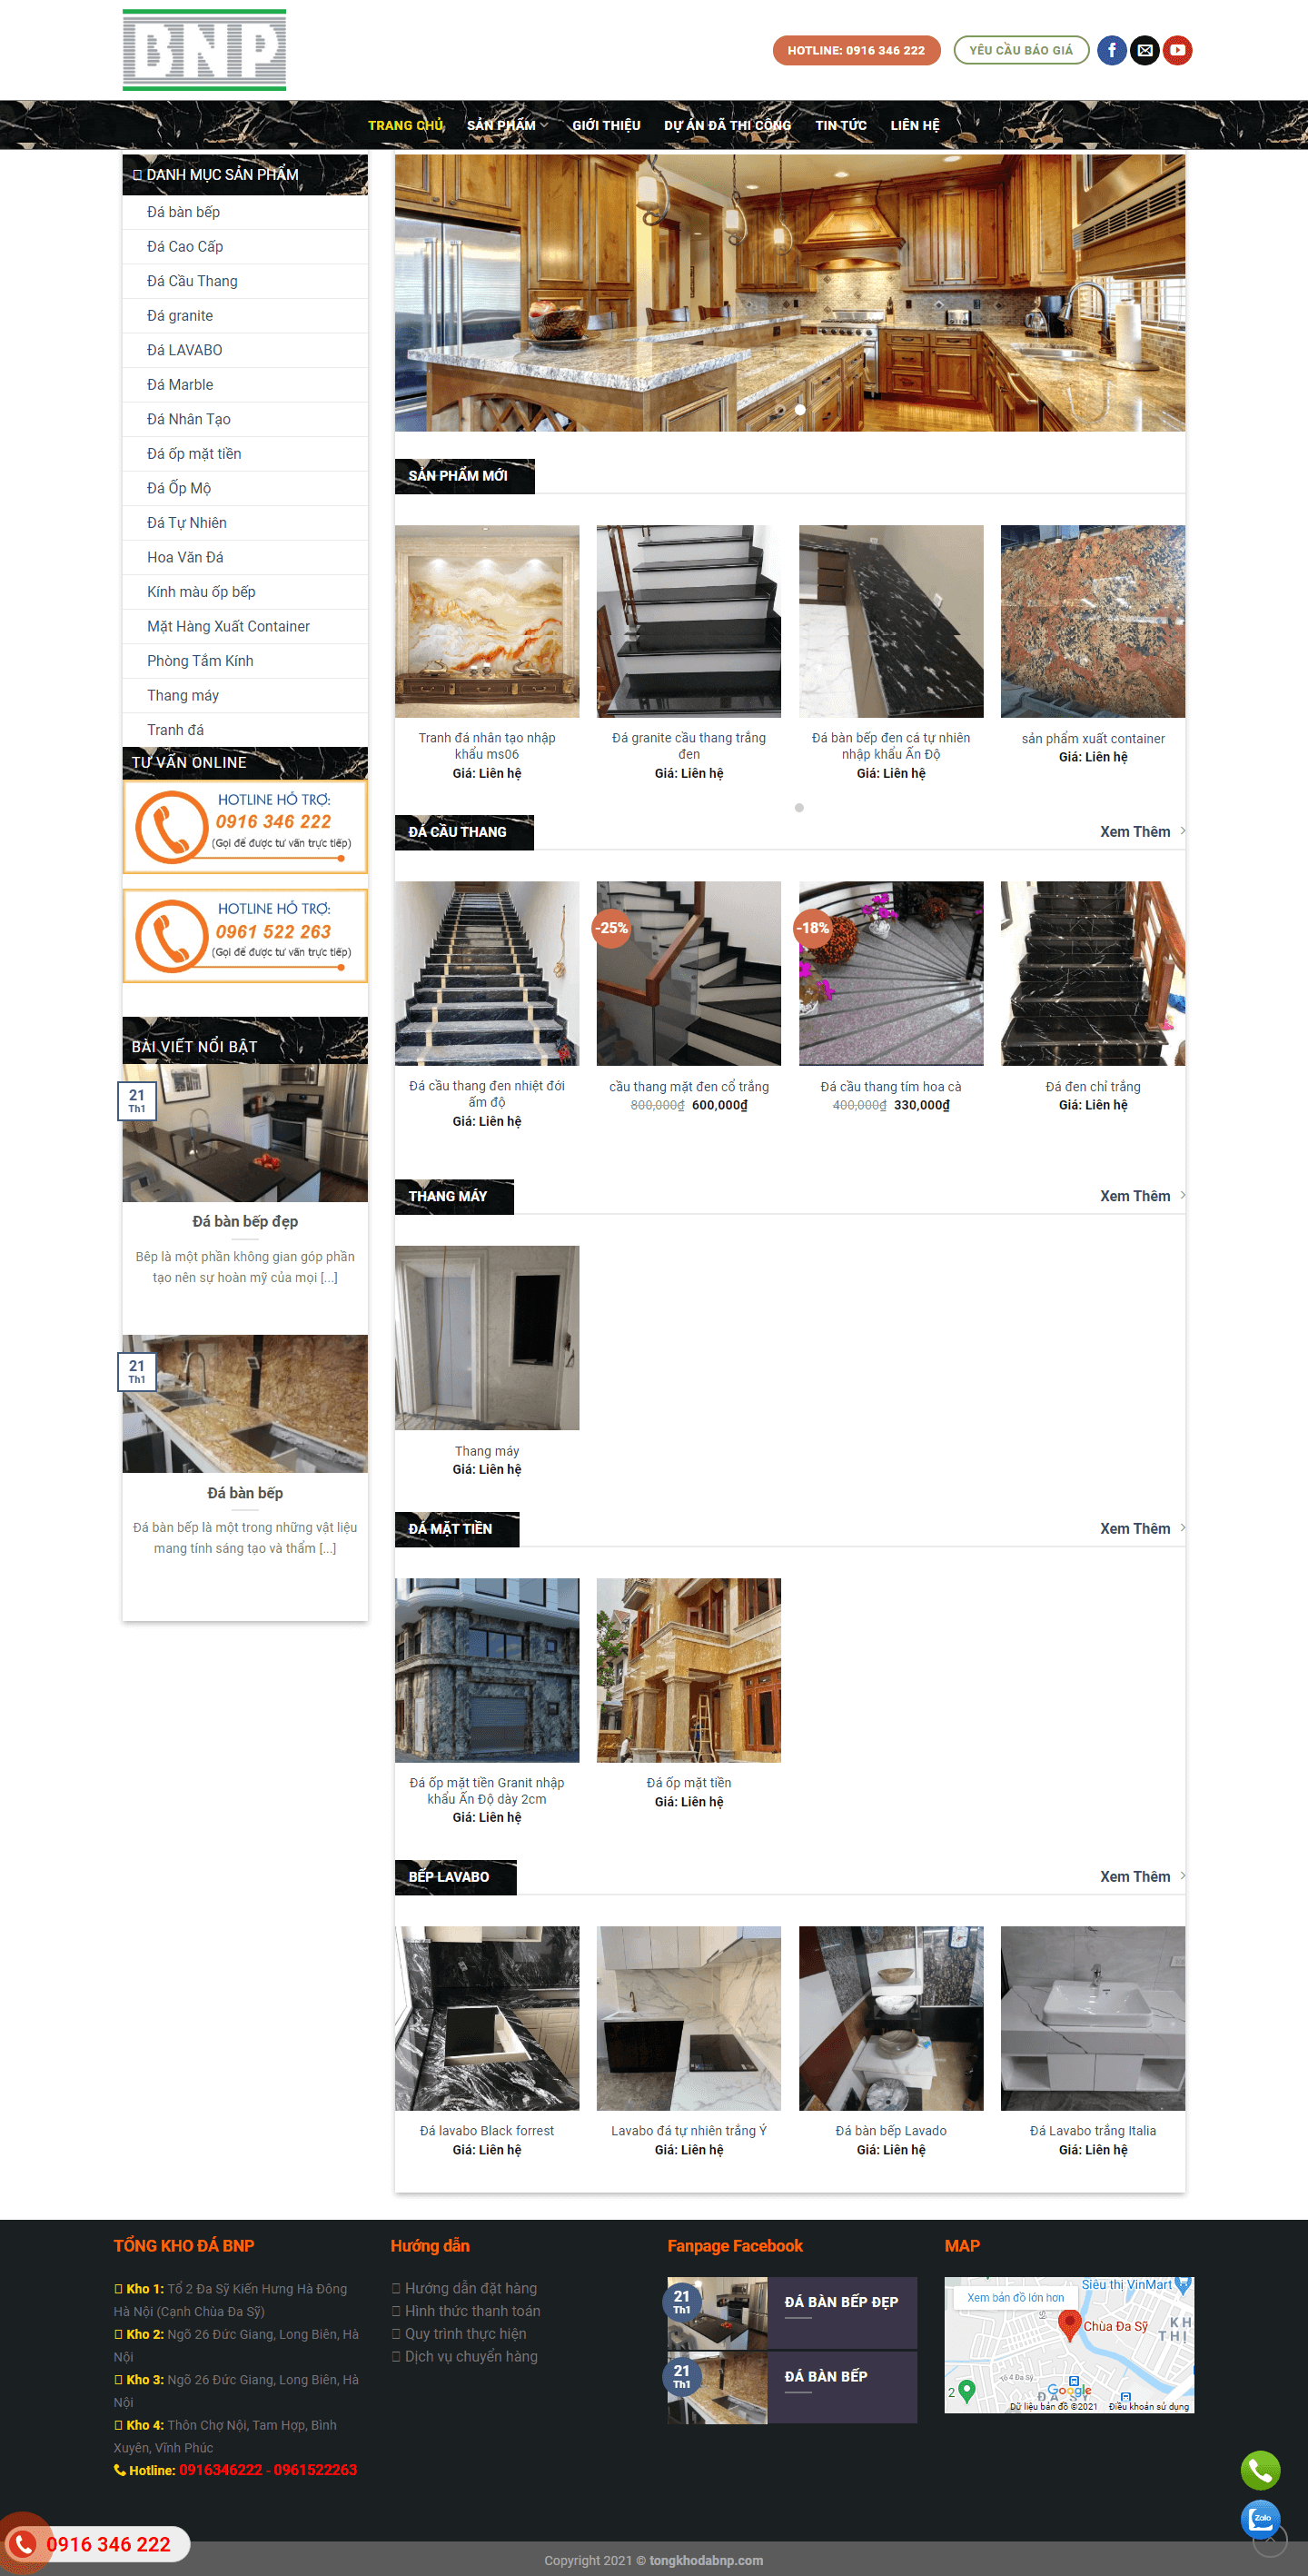 BNP
HOTLINE: 0916 346 222
YÊU CẦU BÁO GIÁ
TRANG CHỦ
SẢN PHẨM
GIỚI THIỆU
DỰ ÁN ĐÃ THI CÔNG
TIN TỨC
LIÊN HỆ
DANH MỤC SẢN PHẨM
Đá bàn bếp
Đá Cao Cấp
Đá Cầu Thang
Đá granite
Đá LAVABO
Đá Marble
Đá Nhân Tạo
Đá ốp mặt tiền
Đá Ốp Mộ
Đá Tự Nhiên
Hoa Văn Đá
Kính màu ốp bếp
Mặt Hàng Xuất Container
Phòng Tắm Kính
Thang máy
Tranh đá
TƯ VẤN ONLINE
HOTLINE HỖ TRỢ:
0916 346 222
(Gọi để được tư vấn trực tiếp)
HOTLINE HỖ TRỢ:
0961 522 263
(Gọi để được tư vấn trực tiếp)
BÀI VIẾT NỔI BẬT
21
Th1
Đá bàn bếp đẹp
Bêp là một phần không gian góp phần
tạo nên sự hoàn mỹ của mọi [...]
21
Th1
Đá bàn bếp
Đá bàn bếp là một trong những vật liệu
mang tính sáng tạo và thẩm [...]
SẢN PHẨM MỚI
Tranh đá nhân tạo nhập
khẩu ms06
Giá: Liên hệ
Đá granite cầu thang trắng
đen
Giá: Liên hệ
Đá bàn bếp đen cá tự nhiên
nhập khẩu Ấn Độ
Giá: Liên hệ
sản phẩm xuất container
Giá: Liên hệ
ĐÁ CẦU THANG
Xem Thêm
Đá cầu thang đen nhiệt đới
ấm độ
Giá: Liên hệ
-25%
cầu thang mặt đen cổ trắng
800,000₫ 600,000₫
-18%
Đá cầu thang tím hoa cà
400,000₫ 330,000₫
Đá đen chỉ trắng
Giá: Liên hệ
THANG MÁY
Xem Thêm
Thang máy
Giá: Liên hệ
ĐÁ MẶT TIỀN
Xem Thêm
Đá ốp mặt tiền Granit nhập
khẩu Ấn Độ dày 2cm
Giá: Liên hệ
Đá ốp mặt tiền
Giá: Liên hệ
BẾP LAVABO
Xem Thêm
Đá lavabo Black forrest
Giá: Liên hệ
Lavabo đá tự nhiên trắng Ý
Giá: Liên hệ
Đá bàn bếp Lavado
Giá: Liên hệ
Đá Lavabo trắng Italia
Giá: Liên hệ
TỔNG KHO ĐÁ BNP
Kho 1: Tổ 2 Đa Sỹ Kiến Hưng Hà Đông
Hà Nội (Cạnh Chùa Đa Sỹ)
Kho 2: Ngõ 26 Đức Giang, Long Biên, Hà
Nội
Kho 3: Ngõ 26 Đức Giang, Long Biên, Hà
Nội
Kho 4: Thôn Chợ Nội, Tam Hợp, Bình
Xuyên, Vĩnh Phúc
Hotline: 0916346222 - 0961522263
Hướng dẫn
Hướng dẫn đặt hàng
Hình thức thanh toán
Quy trình thực hiện
Dịch vụ chuyển hàng
Fanpage Facebook
21
Th1
ĐÁ BÀN BẾP ĐẸP
21
Th1
ĐÁ BÀN BẾP
MAP
Siêu thị VinMart
Xem bản đồ lớn hơn
Chùa Đa Sỹ
KH
THỊ
Tổ 4 Đa Sỹ
2
Google
ĐA SỸ
Dữ liệu bản đồ ©2021 Điều khoản sử dụng
Zalo
0916 346 222
Copyright 2021 © tongkhodabnp.com